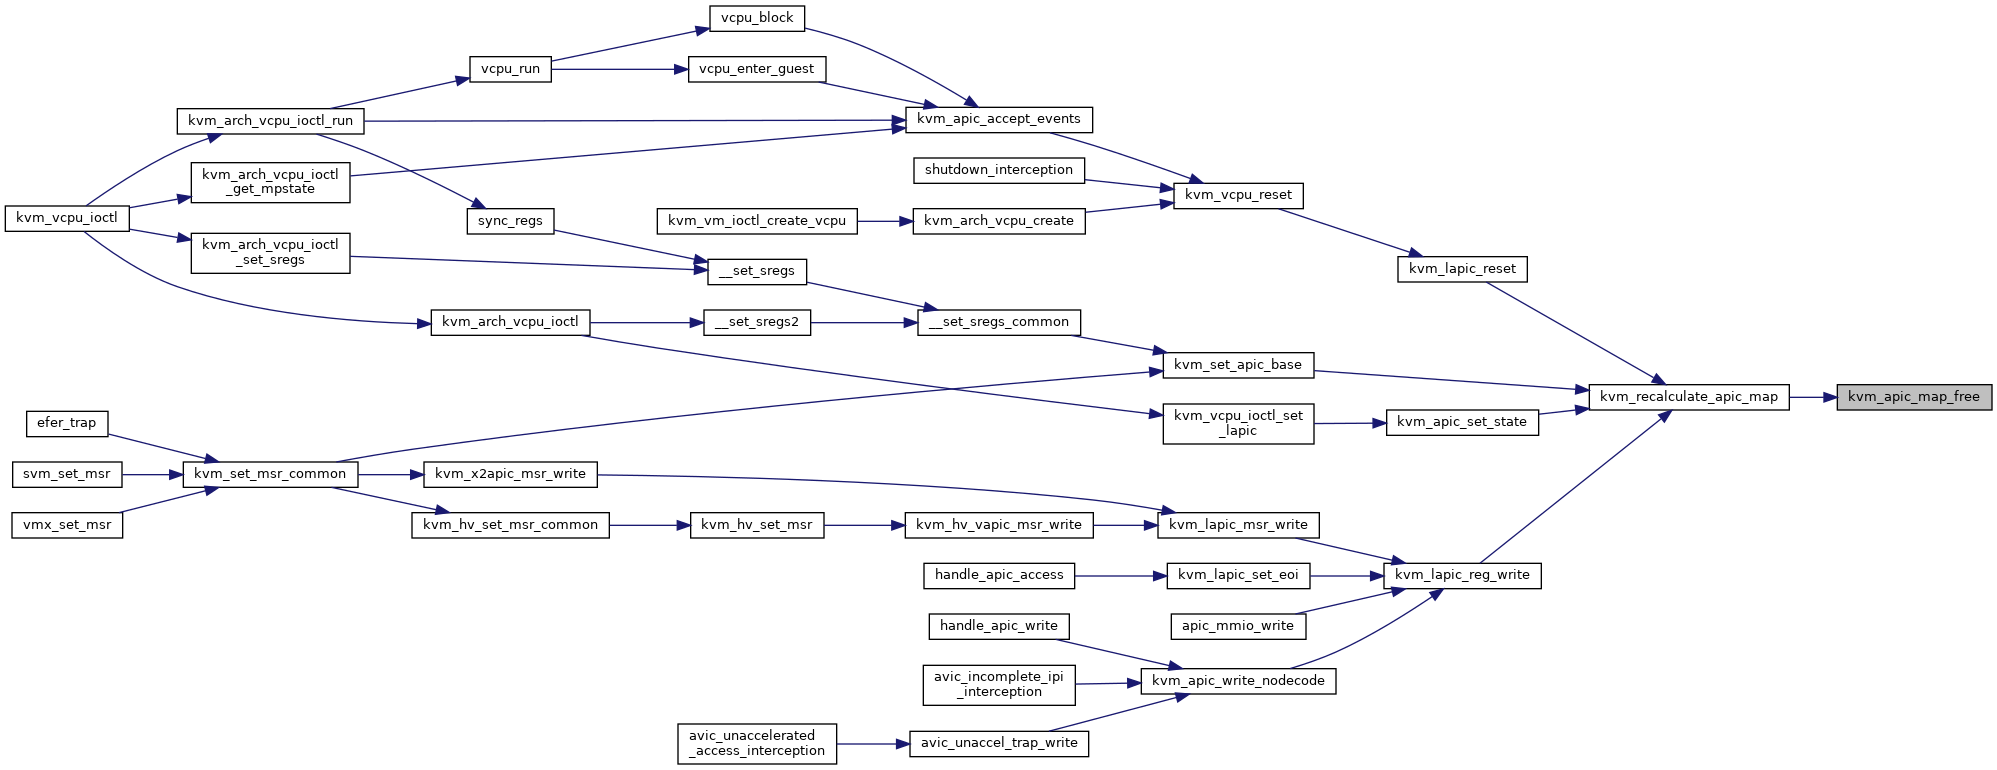 vcpu_block
vcpu_run
vcpu_enter_guest
kvm_arch_vcpu_ioctl_run
kvm_apic_accept_events
kvm_arch_vcpu_ioctl
_get_mpstate
shutdown_interception
kvm_vcpu_reset
kvm_vcpu_ioctl
sync_regs
kvm_vm_ioctl_create_vcpu
kvm_arch_vcpu_create
kvm_arch_vcpu_ioctl
_set_sregs
__set_sregs
kvm_lapic_reset
kvm_arch_vcpu_ioctl
__set_sregs2
__set_sregs_common
kvm_set_apic_base
kvm_recalculate_apic_map
kvm_apic_map_free
kvm_vcpu_ioctl_set
_lapic
kvm_apic_set_state
efer_trap
svm_set_msr
kvm_set_msr_common
kvm_x2apic_msr_write
vmx_set_msr
kvm_hv_set_msr_common
kvm_hv_set_msr
kvm_hv_vapic_msr_write
kvm_lapic_msr_write
handle_apic_access
kvm_lapic_set_eoi
kvm_lapic_reg_write
handle_apic_write
apic_mmio_write
avic_incomplete_ipi
_interception
kvm_apic_write_nodecode
avic_unaccelerated
_access_interception
avic_unaccel_trap_write